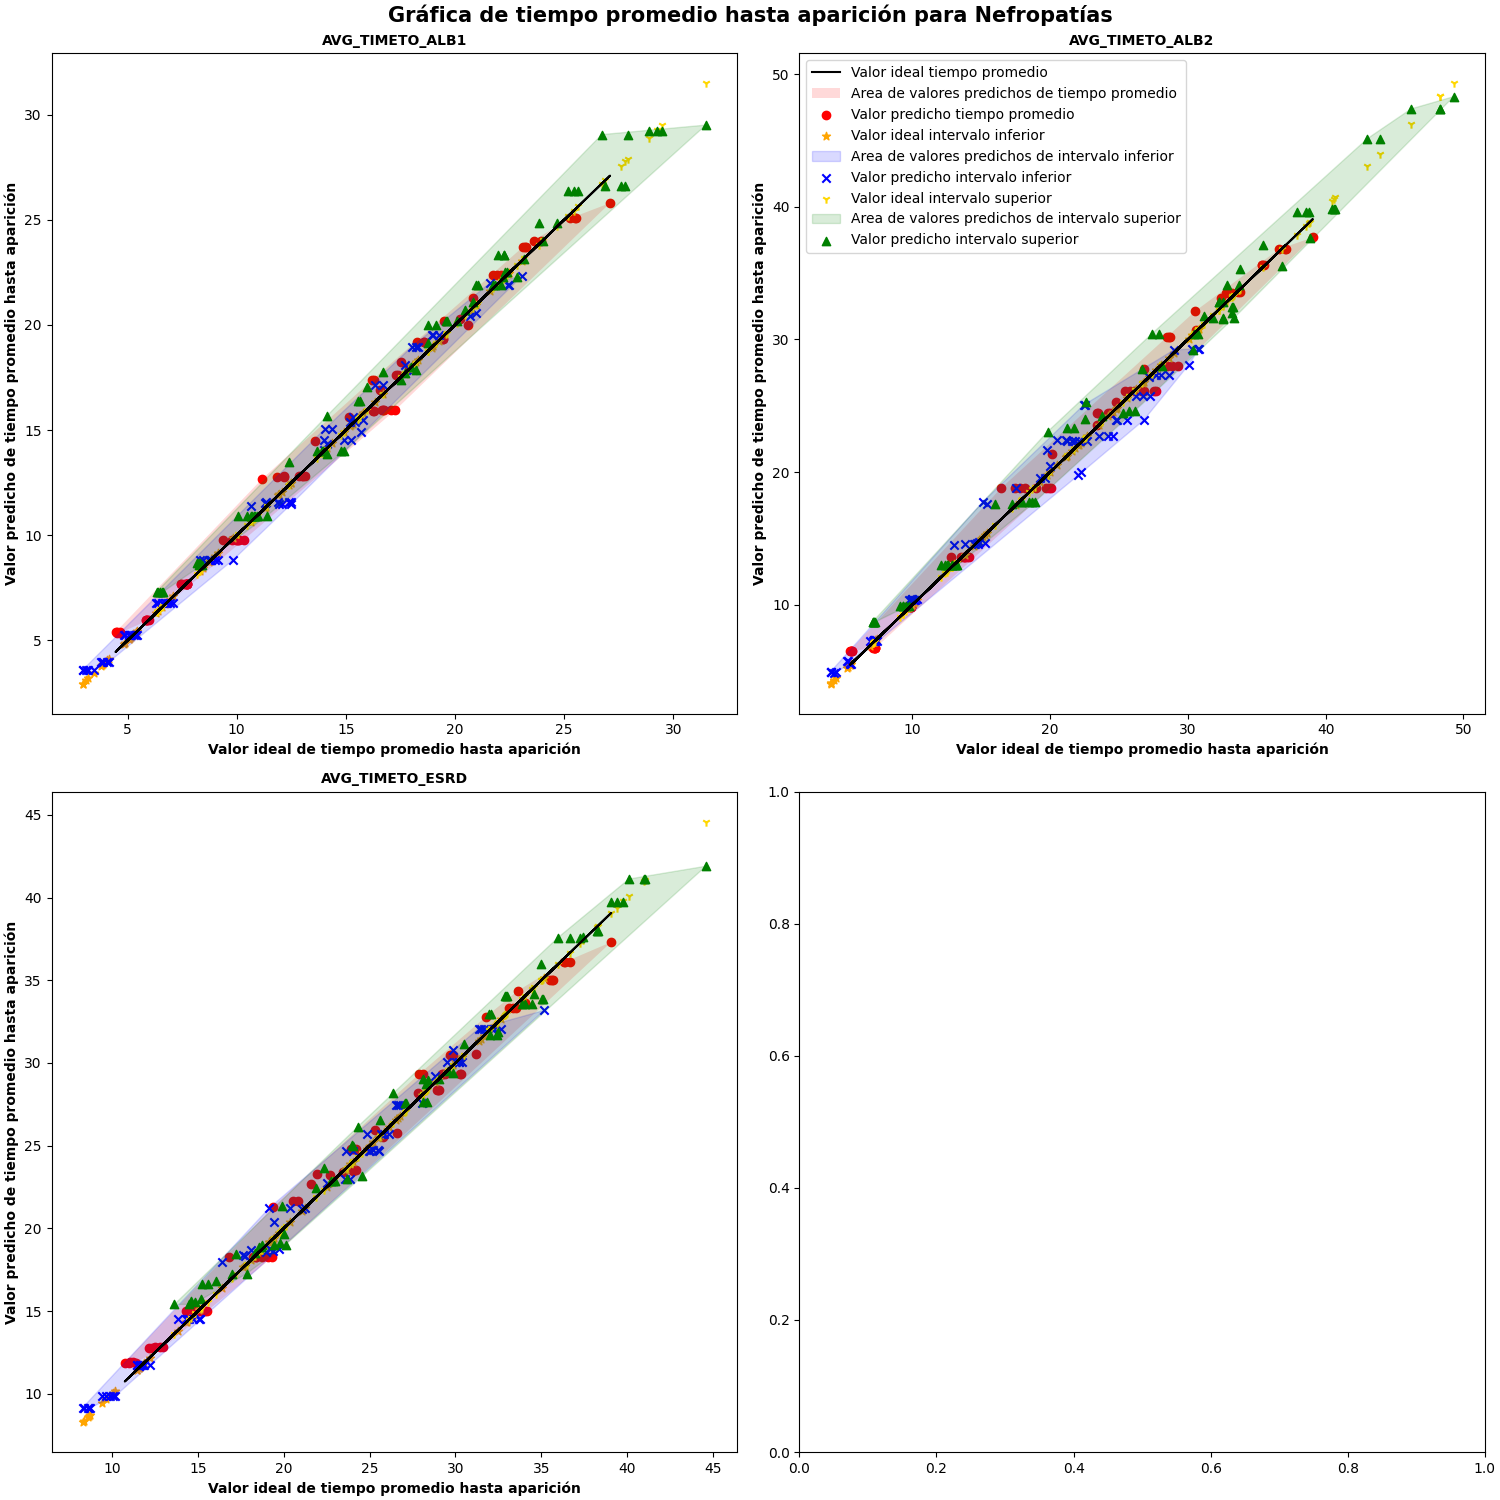 Gráfica de tiempo promedio hasta aparición para Nefropatías
AVG_TIMETO_ALB1
Valor predicho de tiempo promedio hasta aparición
30
25
20
15
10
5
5 10 15 20 25 30
Valor ideal de tiempo promedio hasta aparición
AVG_TIMETO_ALB2
Valor predicho de tiempo promedio hasta aparición
50
40
30
20
10
Valor ideal tiempo promedio
Area de valores predichos de tiempo promedio
Valor predicho tiempo promedio
Valor ideal intervalo inferior
Area de valores predichos de intervalo inferior
Valor predicho intervalo inferior
Valor ideal intervalo superior
Area de valores predichos de intervalo superior
Valor predicho intervalo superior
10 20 30 40 50
Valor ideal de tiempo promedio hasta aparición
AVG_TIMETO_ESRD
Valor predicho de tiempo promedio hasta aparición
45
40
35
30
25
20
15
10
10 15 20 25 30 35 40 45
Valor ideal de tiempo promedio hasta aparición
1.0
0.8
0.6
0.4
0.2
0.0
0.0 0.2 0.4 0.6 0.8 1.0